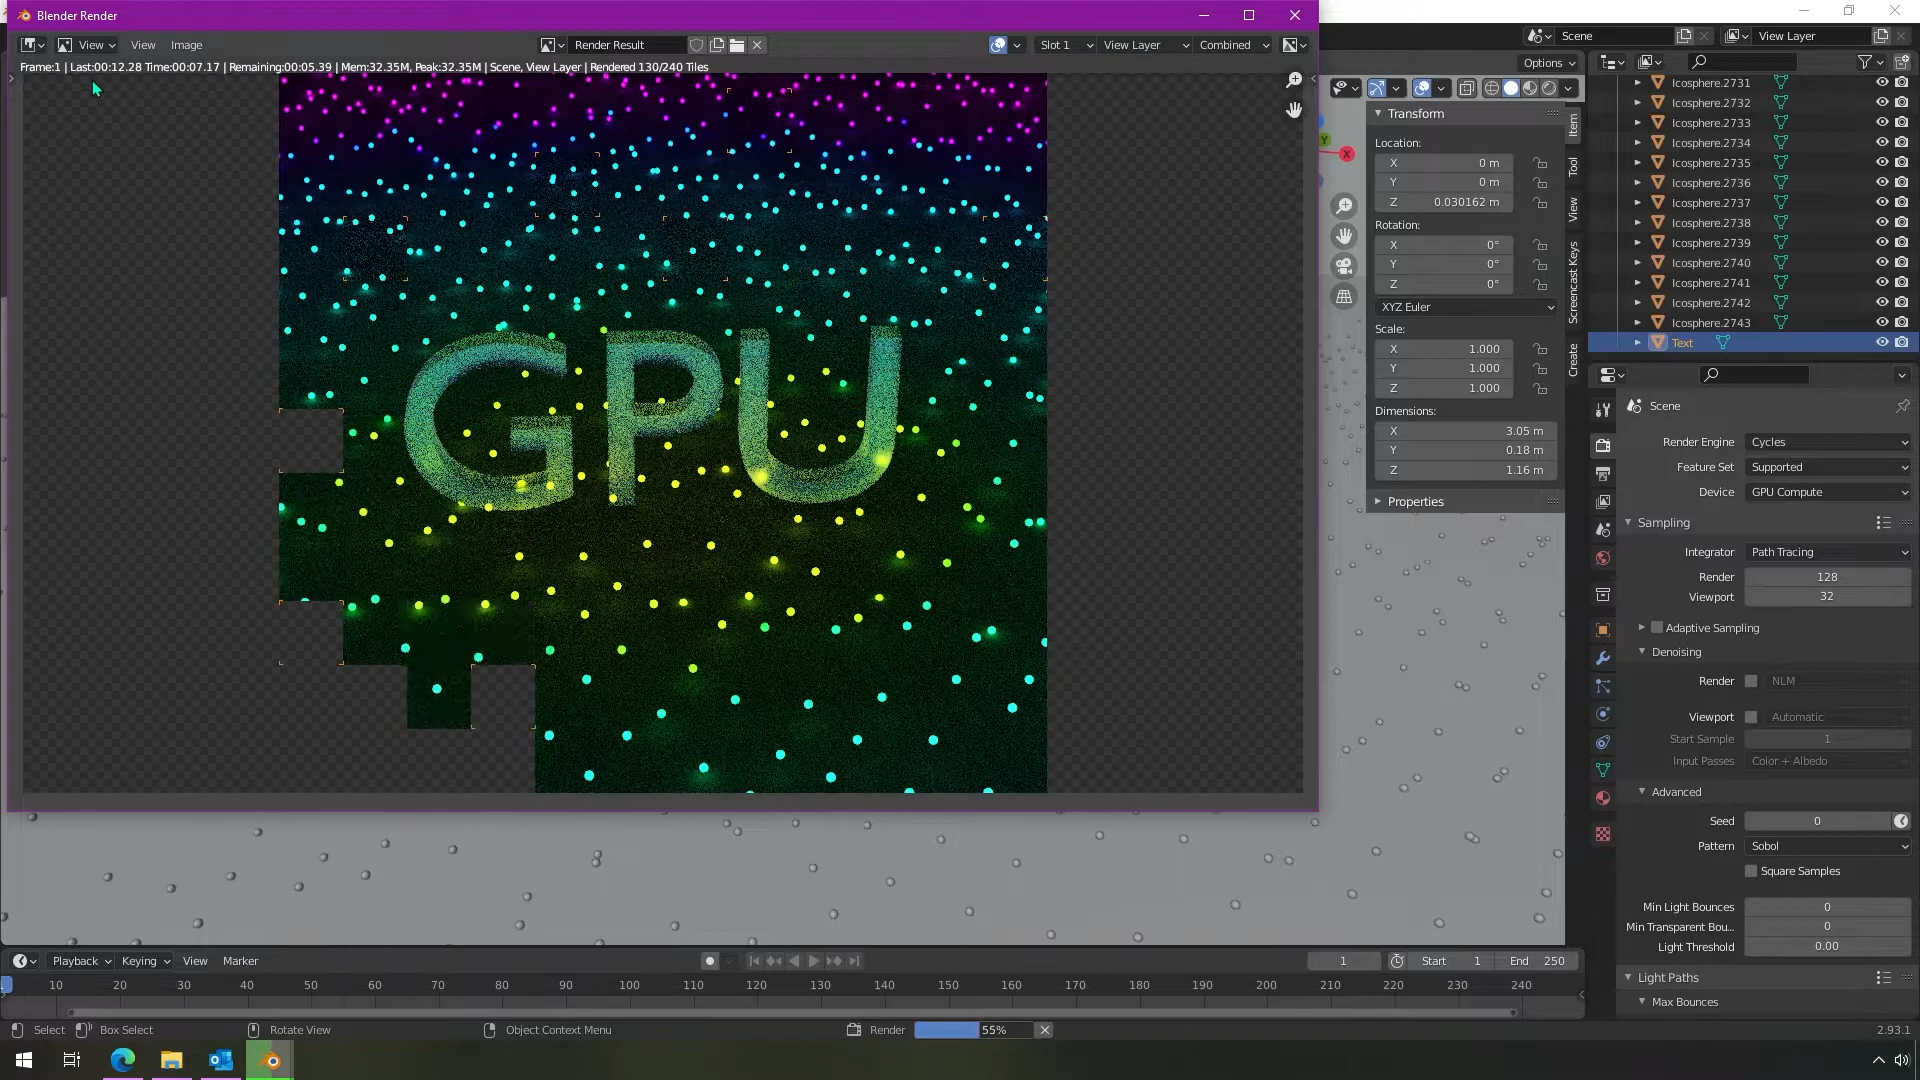 Blender Render
View View Image Render Result Slot 1 View Layer Combined
Frame:1 | Last:00:12.28 Time:00:07.17 | Remaining:00:05.39 | Mem:32.35M, Peak:32.35M | Scene, View Layer | Rendered 130/240 Tiles
GPU
Scene View Layer
Options
Y
X
Transform
Location:
X 0 m
Y 0 m
Z 0.030162 m
Rotation:
X 0°
Y 0°
Z 0°
XYZ Euler
Scale:
X 1.000
Y 1.000
Z 1.000
Dimensions:
X 3.05 m
Y 0.18 m
Z 1.16 m
Properties
Item
Tool
View
Screencast Keys
Create
Icosphere.2731
Icosphere.2732
Icosphere.2733
Icosphere.2734
Icosphere.2735
Icosphere.2736
Icosphere.2737
Icosphere.2738
Icosphere.2739
Icosphere.2740
Icosphere.2741
Icosphere.2742
Icosphere.2743
Text
Scene
Render Engine Cycles
Feature Set Supported
Device GPU Compute
Sampling
Integrator Path Tracing
Render 128
Viewport 32
Adaptive Sampling
Denoising
Render NLM
Viewport Automatic
Start Sample 1
Input Passes Color + Albedo
Advanced
Seed 0
Pattern Sobol
Square Samples
Min Light Bounces 0
Min Transparent Bou... 0
Light Threshold 0.00
Light Paths
Max Bounces
Playback Keying View Marker 1 Start 1 End 250
10 20 30 40 50 60 70 80 90 100 110 120 130 140 150 160 170 180 190 200 210 220 230 240
Select Box Select Rotate View Object Context Menu Render 55% 2.93.1